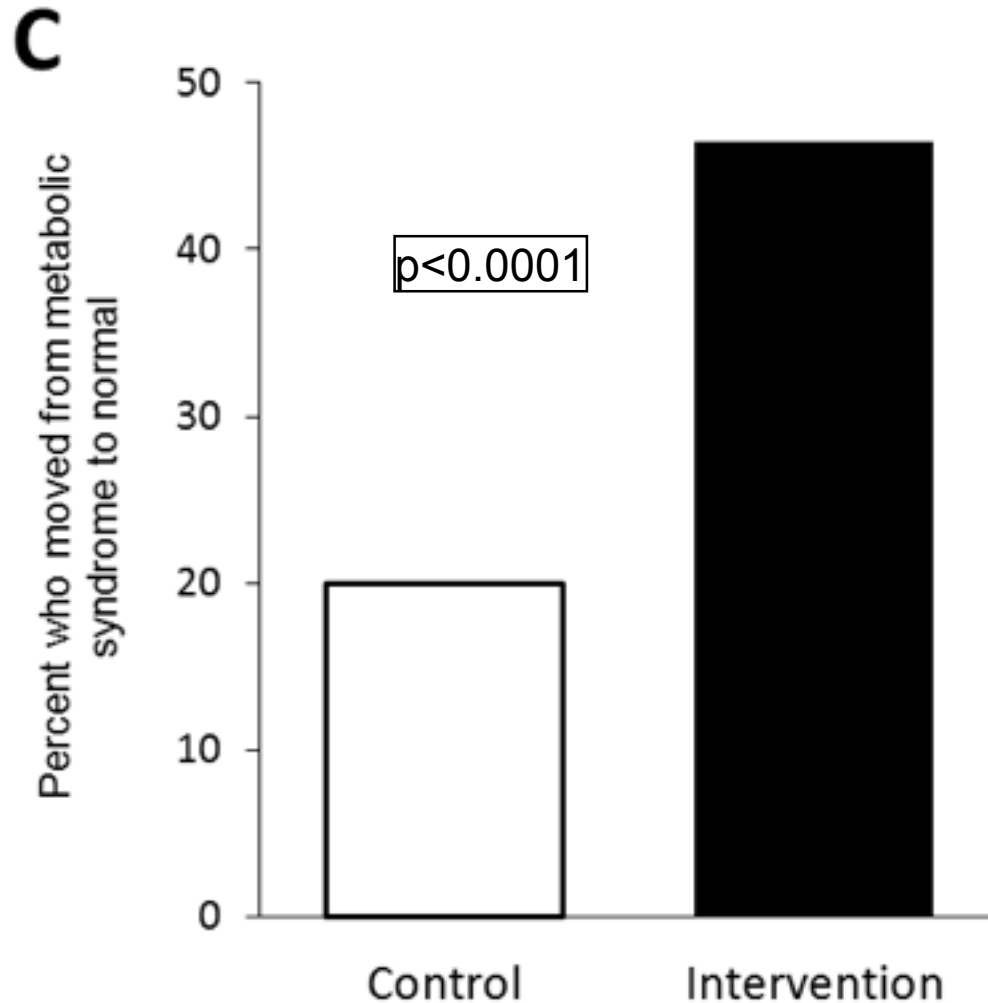 C
Percent who moved from metabolic
syndrome to normal
50
40
30
20
10
0
p<0.0001
Control
Intervention